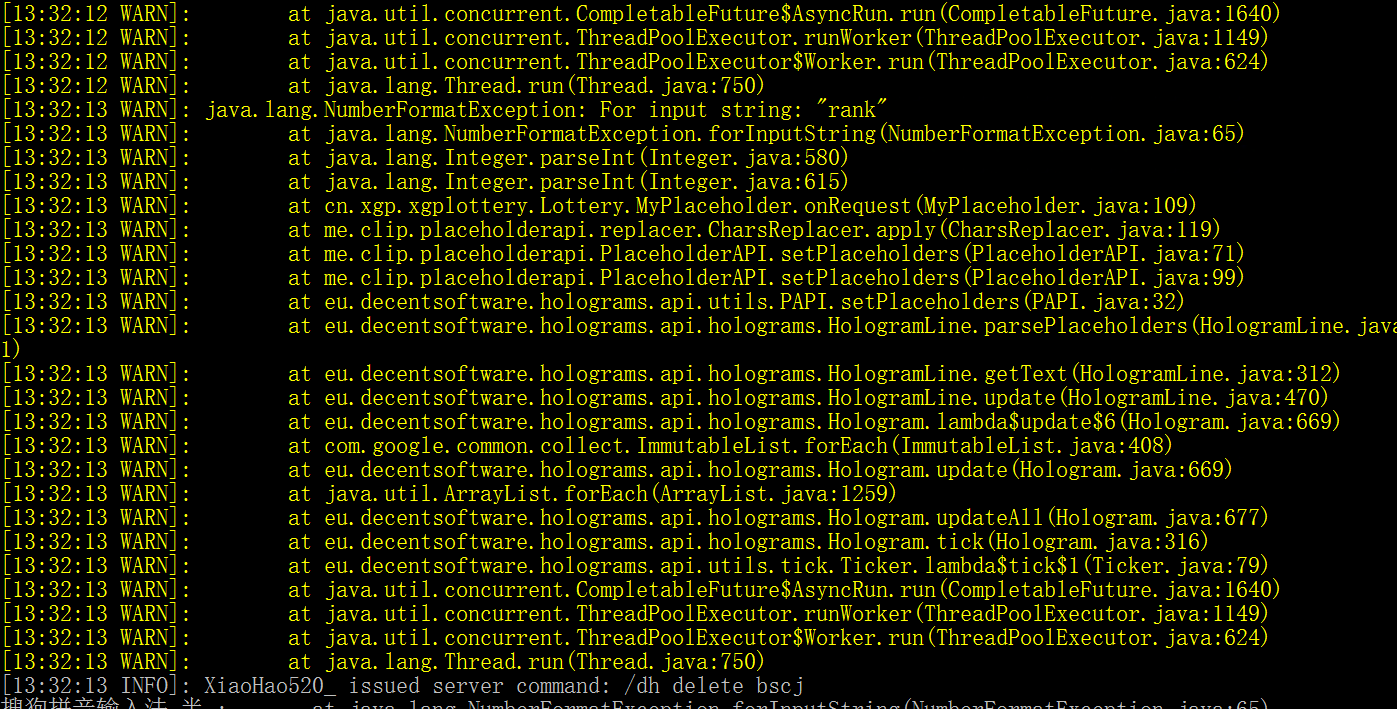 [13:32:12 WARN]:        at java.util.concurrent.CompletableFuture$AsyncRun.run(CompletableFuture.java:1640)
[13:32:12 WARN]:        at java.util.concurrent.ThreadPoolExecutor.runWorker(ThreadPoolExecutor.java:1149)
[13:32:12 WARN]:        at java.util.concurrent.ThreadPoolExecutor$Worker.run(ThreadPoolExecutor.java:624)
[13:32:12 WARN]:        at java.lang.Thread.run(Thread.java:750)
[13:32:13 WARN]: java.lang.NumberFormatException: For input string: "rank"
[13:32:13 WARN]:        at java.lang.NumberFormatException.forInputString(NumberFormatException.java:65)
[13:32:13 WARN]:        at java.lang.Integer.parseInt(Integer.java:580)
[13:32:13 WARN]:        at java.lang.Integer.parseInt(Integer.java:615)
[13:32:13 WARN]:        at cn.xgp.xgplottery.Lottery.MyPlaceholder.onRequest(MyPlaceholder.java:109)
[13:32:13 WARN]:        at me.clip.placeholderapi.replacer.CharsReplacer.apply(CharsReplacer.java:119)
[13:32:13 WARN]:        at me.clip.placeholderapi.PlaceholderAPI.setPlaceholders(PlaceholderAPI.java:71)
[13:32:13 WARN]:        at me.clip.placeholderapi.PlaceholderAPI.setPlaceholders(PlaceholderAPI.java:99)
[13:32:13 WARN]:        at eu.decentsoftware.holograms.api.utils.PAPI.setPlaceholders(PAPI.java:32)
[13:32:13 WARN]:        at eu.decentsoftware.holograms.api.holograms.HologramLine.parsePlaceholders(HologramLine.java
1)
[13:32:13 WARN]:        at eu.decentsoftware.holograms.api.holograms.HologramLine.getText(HologramLine.java:312)
[13:32:13 WARN]:        at eu.decentsoftware.holograms.api.holograms.HologramLine.update(HologramLine.java:470)
[13:32:13 WARN]:        at eu.decentsoftware.holograms.api.holograms.Hologram.lambda$update$6(Hologram.java:669)
[13:32:13 WARN]:        at com.google.common.collect.ImmutableList.forEach(ImmutableList.java:408)
[13:32:13 WARN]:        at eu.decentsoftware.holograms.api.holograms.Hologram.update(Hologram.java:669)
[13:32:13 WARN]:        at java.util.ArrayList.forEach(ArrayList.java:1259)
[13:32:13 WARN]:        at eu.decentsoftware.holograms.api.holograms.Hologram.updateAll(Hologram.java:677)
[13:32:13 WARN]:        at eu.decentsoftware.holograms.api.holograms.Hologram.tick(Hologram.java:316)
[13:32:13 WARN]:        at eu.decentsoftware.holograms.api.utils.tick.Ticker.lambda$tick$1(Ticker.java:79)
[13:32:13 WARN]:        at java.util.concurrent.CompletableFuture$AsyncRun.run(CompletableFuture.java:1640)
[13:32:13 WARN]:        at java.util.concurrent.ThreadPoolExecutor.runWorker(ThreadPoolExecutor.java:1149)
[13:32:13 WARN]:        at java.util.concurrent.ThreadPoolExecutor$Worker.run(ThreadPoolExecutor.java:624)
[13:32:13 WARN]:        at java.lang.Thread.run(Thread.java:750)
[13:32:13 INFO]: XiaoHao520_ issued server command: /dh delete bscj
搜狗拼音输入法 半 :        at java.lang.NumberFormatException.forInputString(NumberFormatException.java:65)